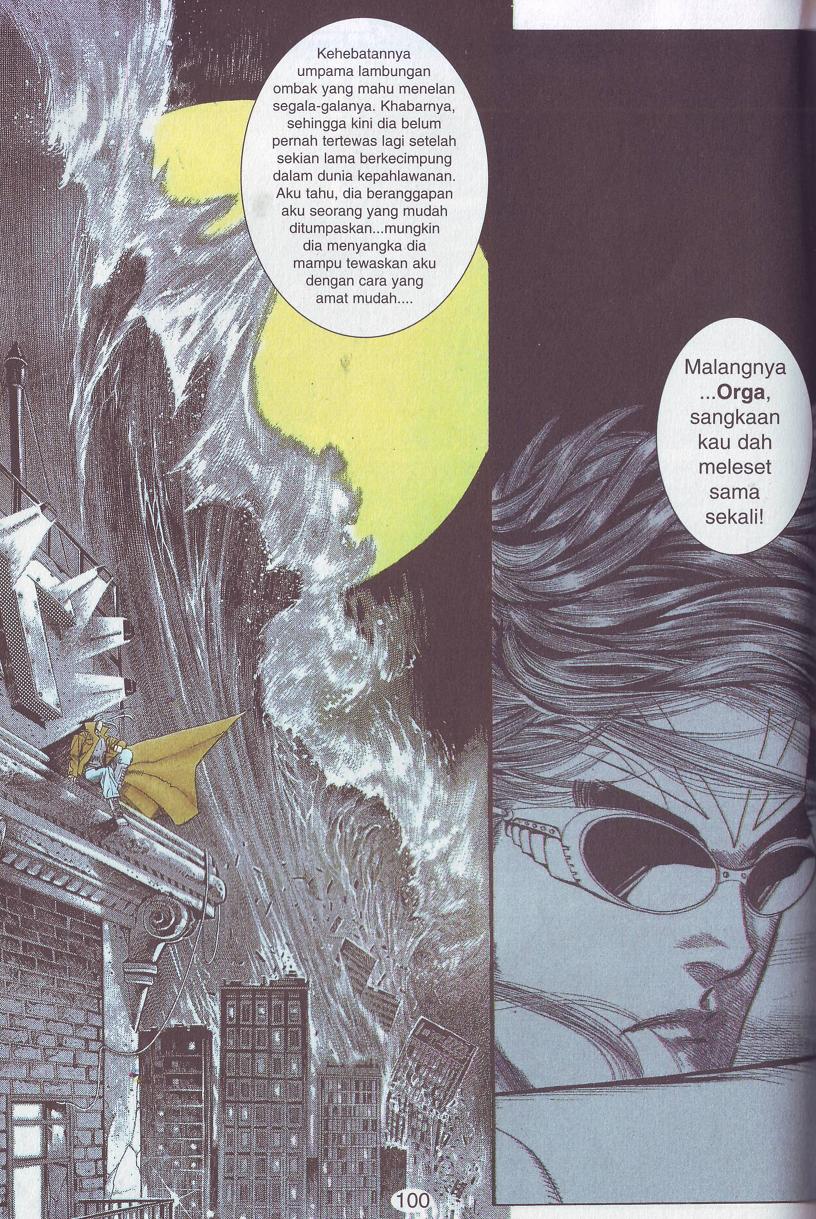 Kehebatannya
umpama lambungan
ombak yang mahu menelan
segala-galanya. Khabarnya,
sehingga kini dia belum
pernah tertewas lagi setelah
sekian lama berkecimpung
dalam dunia kepahlawanan.
Aku tahu, dia beranggapan
aku seorang yang mudah
ditumpaskan...mungkin
dia menyangka dia
mampu tewaskan aku
dengan cara yang
amat mudah....
Malangnya
...Orga,
sangkaan
kau dah
meleset
sama
sekali!
100